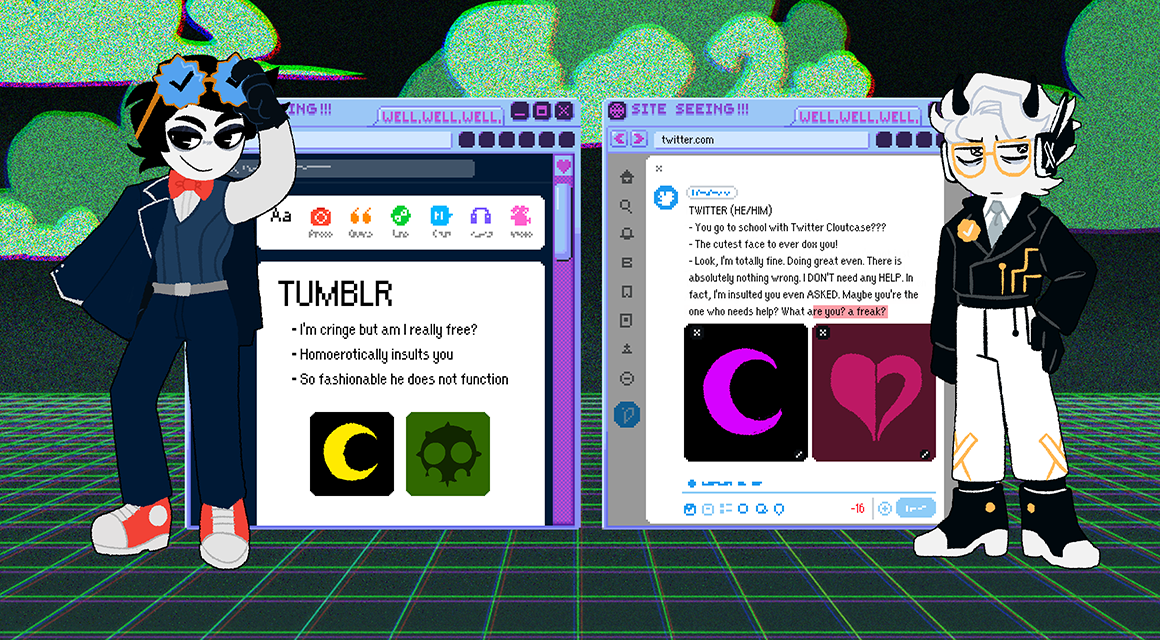 ING!!!
WELL, WELL, WELL.
Aa
TUMBLR
- I'm cringe but am I really free?
- Homoerotically insults you
- So fashionable he does not function
SITE SEEING!!!
WELL, WELL, WELL.
twitter.com
TWITTER (HE/HIM)
- You go to school with Twitter Cloutcase???
- The cutest face to ever dox you!
- Look, I'm totally fine. Doing great even. There is
absolutely nothing wrong. I DON'T need any HELP. In
fact, I'm insulted you even ASKED. Maybe you're the
one who needs help? What are you? a freak?
-16